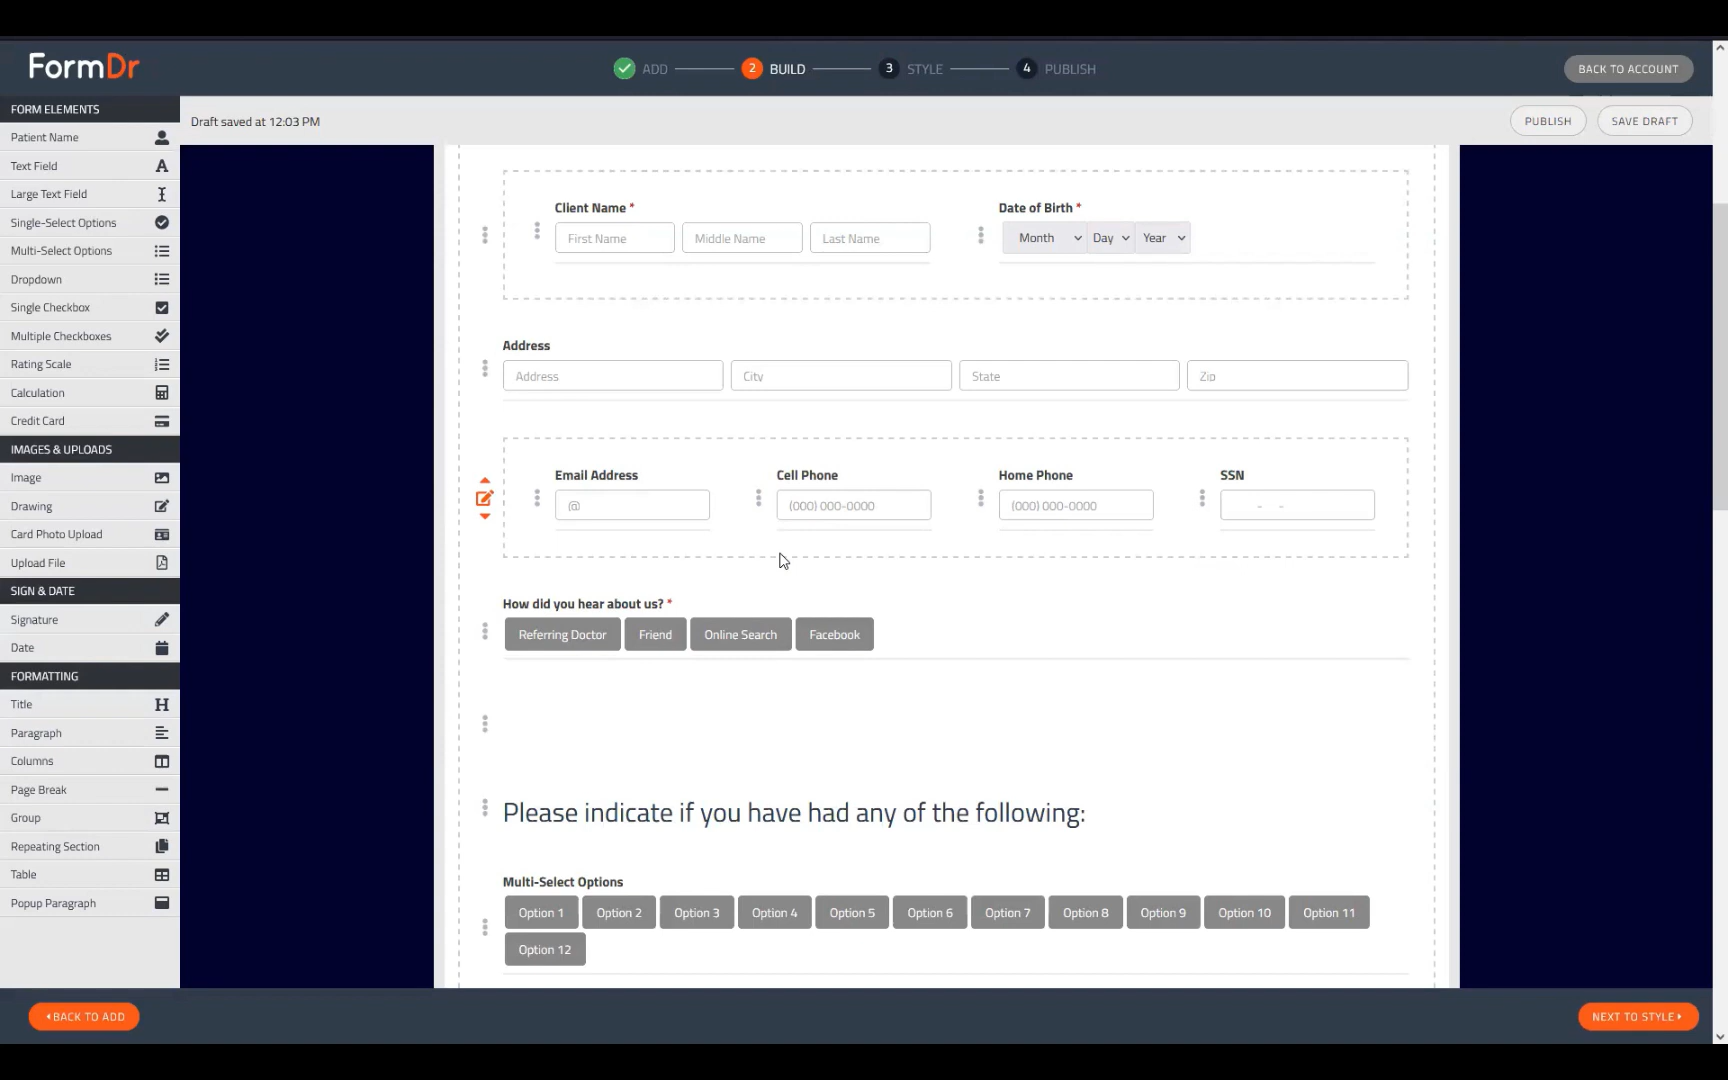 FormDr
ADD
2 BUILD
3 STYLE
4 PUBLISH
BACK TO ACCOUNT
FORM ELEMENTS
Patient Name
Text Field
Large Text Field
Single-Select Options
Multi-Select Options
Dropdown
Single Checkbox
Multiple Checkboxes
Rating Scale
Calculation
Credit Card
IMAGES & UPLOADS
Image
Drawing
Card Photo Upload
Upload File
SIGN & DATE
Signature
Date
FORMATTING
Title
Paragraph
Columns
Page Break
Group
Repeating Section
Table
Popup Paragraph
Draft saved at 12:03 PM
PUBLISH
SAVE DRAFT
Client Name *
First Name
Middle Name
Last Name
Date of Birth *
Month
Day
Year
Address
Address
City
State
Zip
Email Address
@
Cell Phone
(000) 000-0000
Home Phone
(000) 000-0000
SSN
- -
How did you hear about us? *
Referring Doctor
Friend
Online Search
Facebook
Please indicate if you have had any of the following:
Multi-Select Options
Option 1
Option 2
Option 3
Option 4
Option 5
Option 6
Option 7
Option 8
Option 9
Option 10
Option 11
Option 12
BACK TO ADD
NEXT TO STYLE